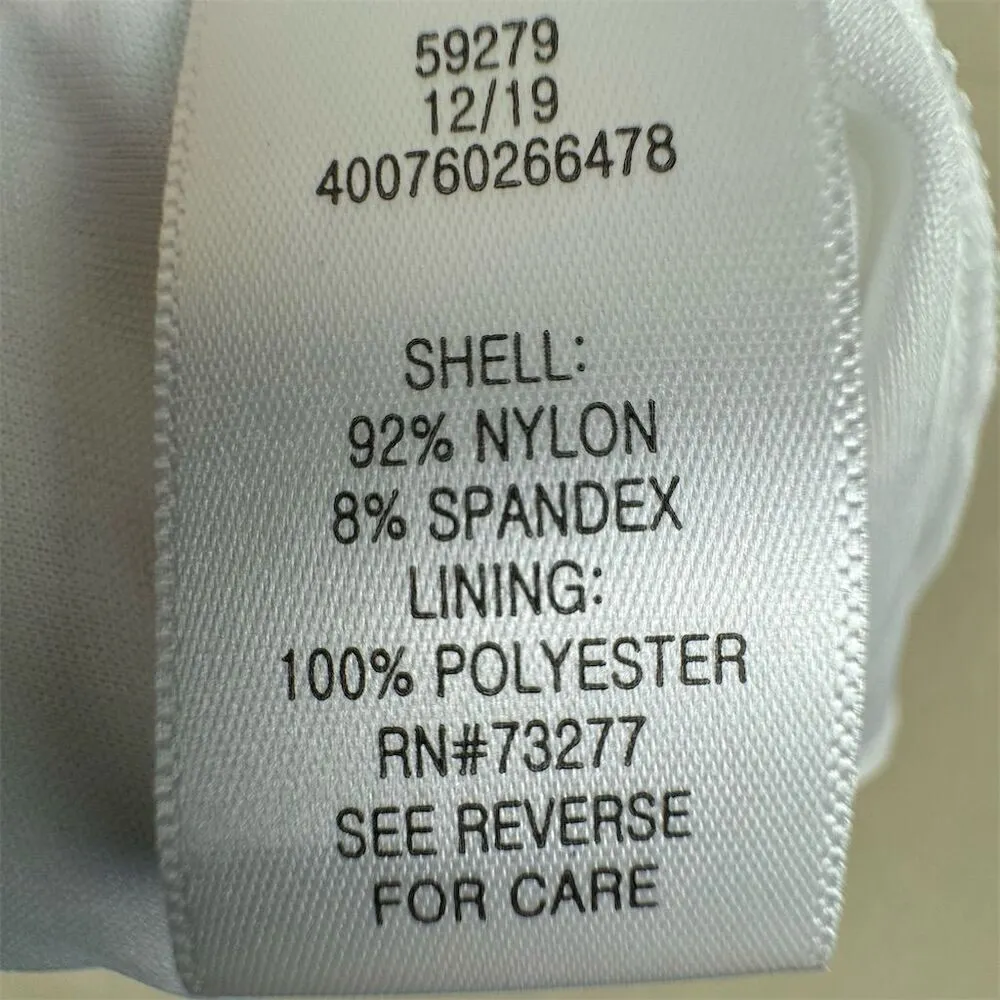 59279
12/19
400760266478
SHELL:
92% NYLON
8% SPANDEX
LINING:
100% POLYESTER
RN#73277
SEE REVERSE
FOR CARE